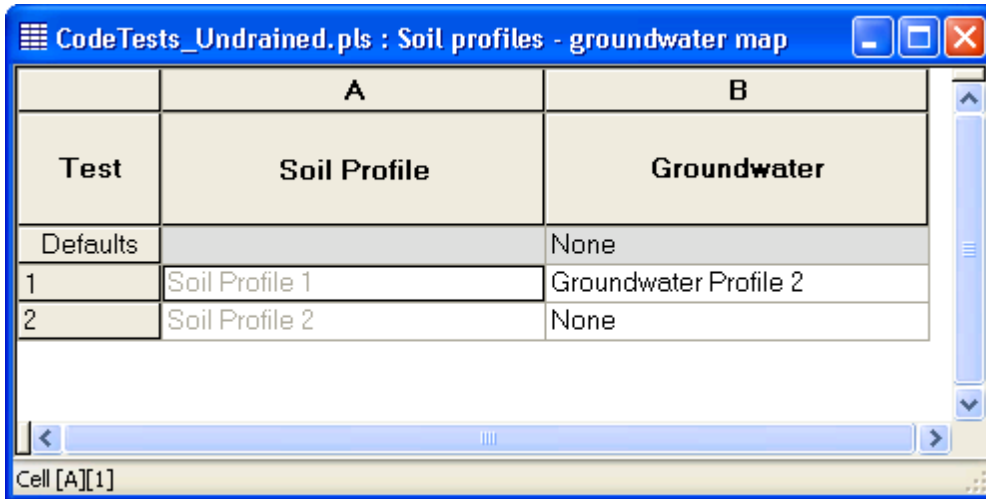 CodeTests_Undrained.pls : Soil profiles - groundwater map
A B
Test Soil Profile Groundwater
Defaults None
1 Soil Profile 1 Groundwater Profile 2
2 Soil Profile 2 None
Cell [A][1]